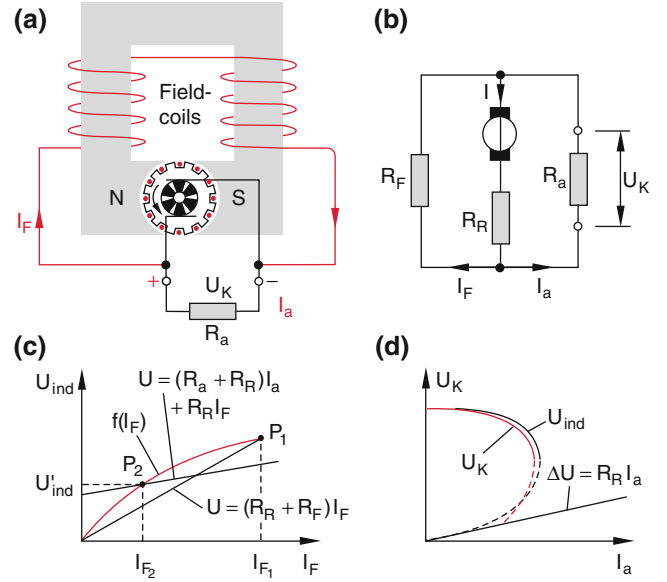 (a)
Field-
coils
N
S
I_F
+
U_K
−
I_a
R_a
(b)
I
R_F
R_R
R_a
U_K
I_F
I_a
(c)
U_ind
U = (R_a + R_R)I_a
+ R_R I_F
f(I_F)
P_1
P_2
U'_ind
U = (R_R + R_F)I_F
I_F2
I_F1
I_F
(d)
U_K
U_ind
U_K
ΔU = R_R I_a
I_a